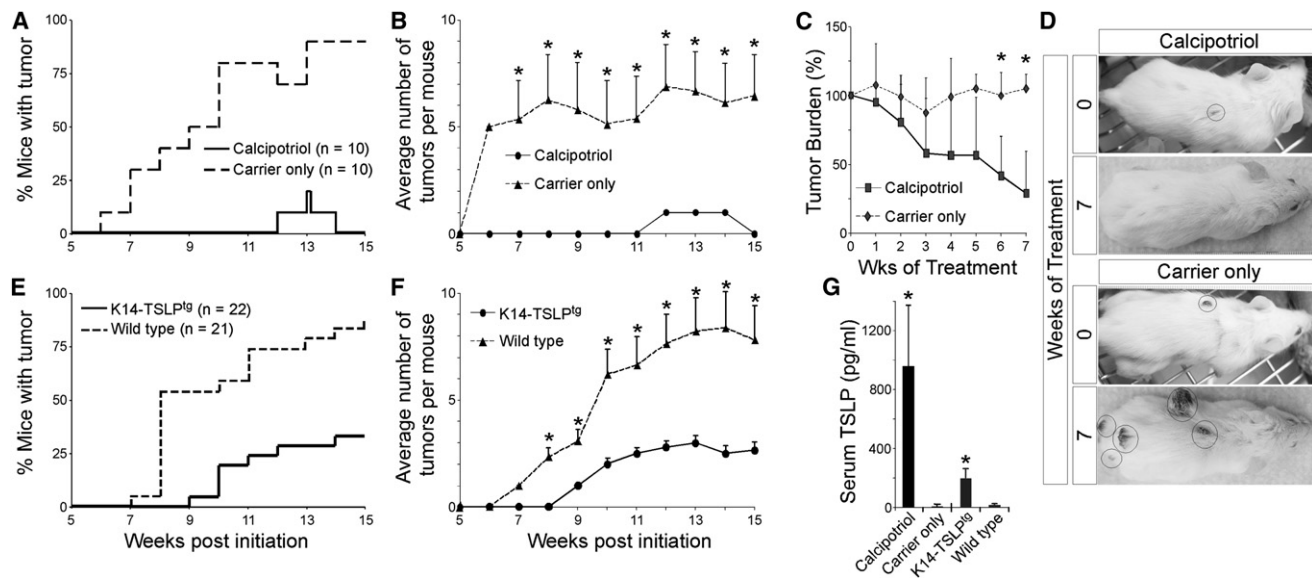 A
% Mice with tumor
100
75
50
25
0
Calcipotriol (n = 10)
Carrier only (n = 10)
5 7 9 11 13 15
B
Average number of
tumors per mouse
10
5
0
* * * * * * * * *
Calcipotriol
Carrier only
5 7 9 11 13 15
C
Tumor Burden (%)
150
100
50
0
* *
Calcipotriol
Carrier only
0 1 2 3 4 5 6 7
Wks of Treatment
D
Calcipotriol
0
7
Carrier only
0
7
Weeks of Treatment
E
% Mice with tumor
100
75
50
25
0
K14-TSLPtg (n = 22)
Wild type (n = 21)
5 7 9 11 13 15
Weeks post initiation
F
Average number of
tumors per mouse
10
5
0
* * * * * * * *
K14-TSLPtg
Wild type
5 7 9 11 13 15
Weeks post initiation
G
Serum TSLP (pg/ml)
1200
800
400
0
* *
Calcipotriol
Carrier only
K14-TSLPtg
Wild type